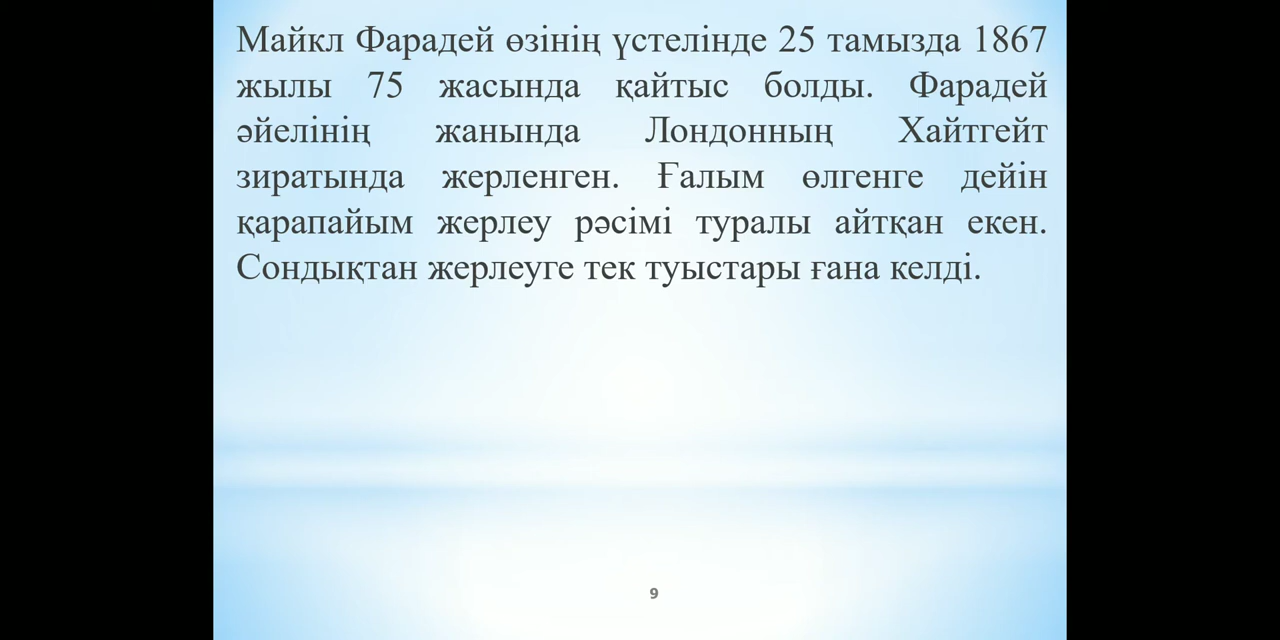 Майкл Фарадей өзінің үстелінде 25 тамызда 1867
жылы 75 жасында қайтыс болды. Фарадей
әйелінің жанында Лондонның Хайтгейт
зиратында жерленген. Ғалым өлгенге дейін
қарапайым жерлеу рәсімі туралы айтқан екен.
Сондықтан жерлеуге тек туыстары ғана келді.
9